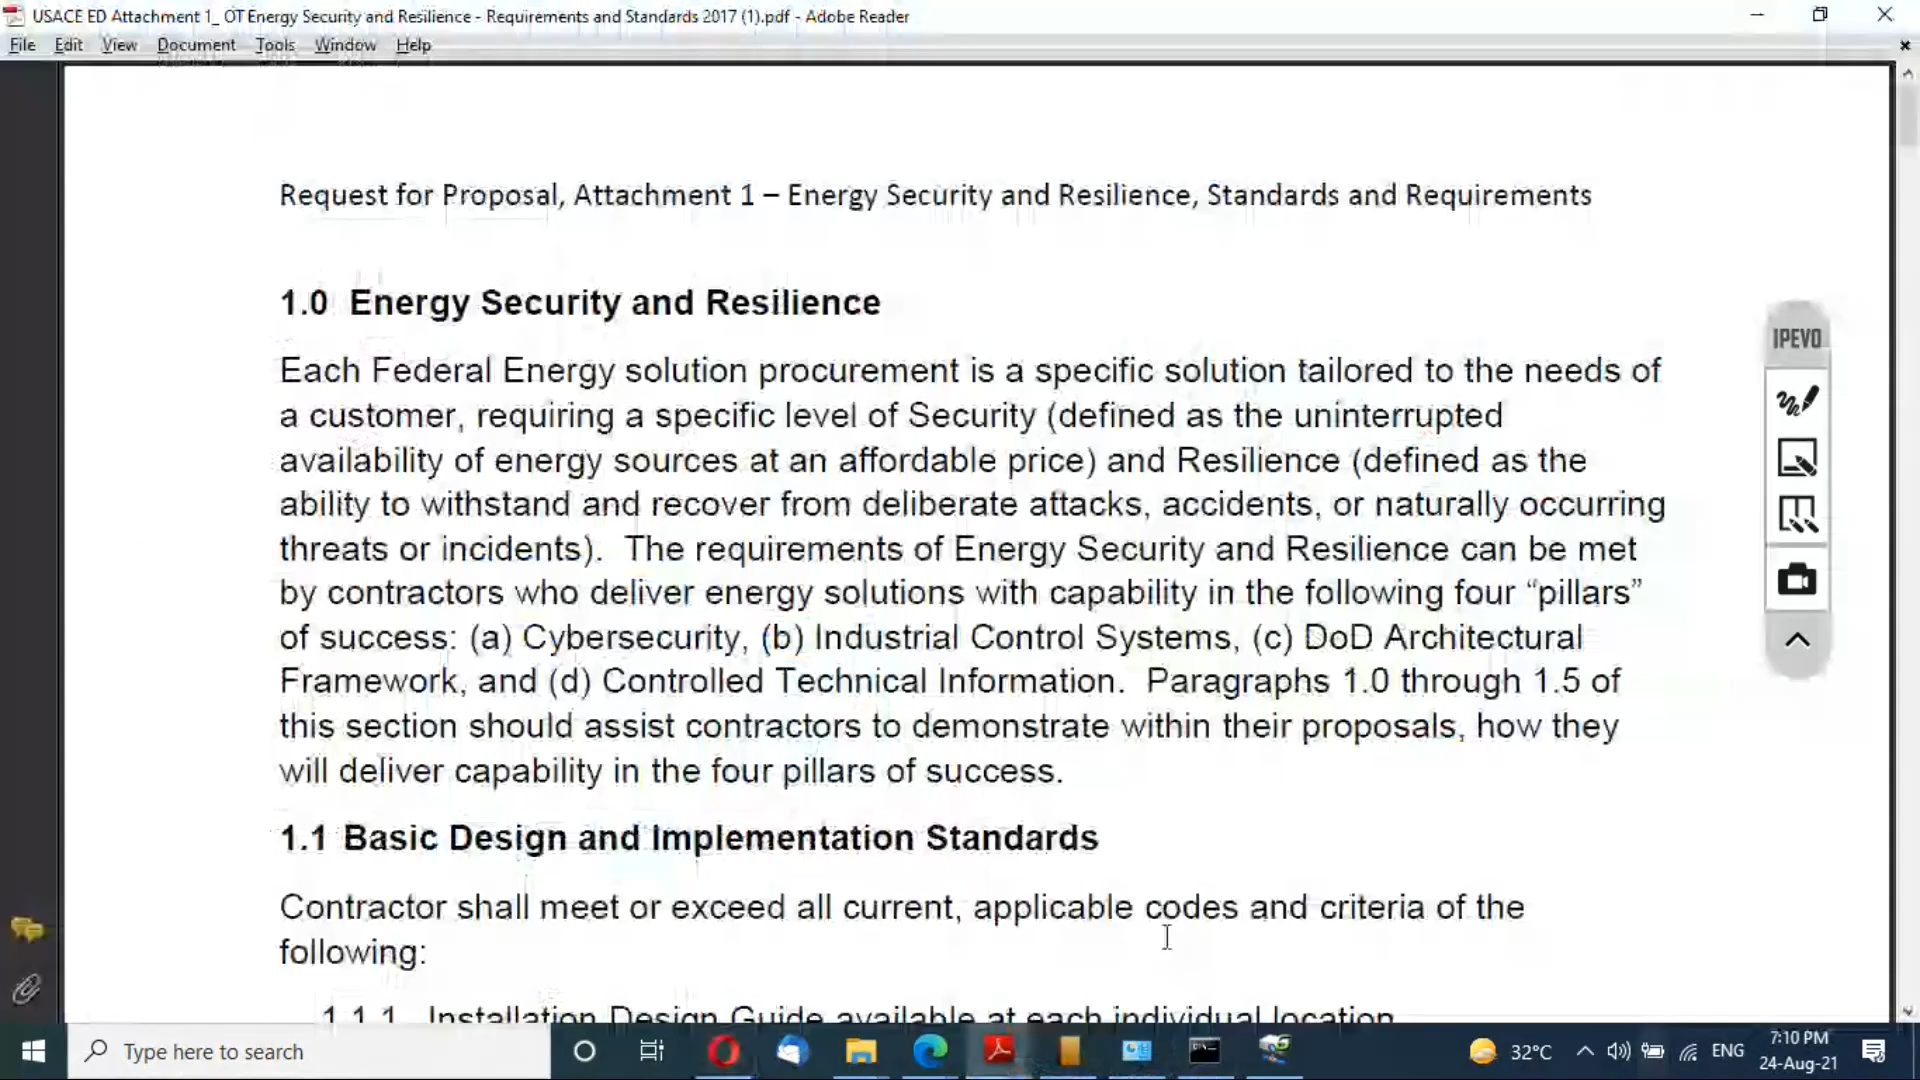 USACE ED Attachment 1_ OT Energy Security and Resilience - Requirements and Standards 2017 (1).pdf - Adobe Reader
File Edit View Document Tools Window Help
Request for Proposal, Attachment 1 – Energy Security and Resilience, Standards and Requirements
1.0 Energy Security and Resilience
Each Federal Energy solution procurement is a specific solution tailored to the needs of
a customer, requiring a specific level of Security (defined as the uninterrupted
availability of energy sources at an affordable price) and Resilience (defined as the
ability to withstand and recover from deliberate attacks, accidents, or naturally occurring
threats or incidents). The requirements of Energy Security and Resilience can be met
by contractors who deliver energy solutions with capability in the following four “pillars”
of success: (a) Cybersecurity, (b) Industrial Control Systems, (c) DoD Architectural
Framework, and (d) Controlled Technical Information. Paragraphs 1.0 through 1.5 of
this section should assist contractors to demonstrate within their proposals, how they
will deliver capability in the four pillars of success.
1.1 Basic Design and Implementation Standards
Contractor shall meet or exceed all current, applicable codes and criteria of the
following:
1.1.1 Installation Design Guide available at each individual location
IPEVO
Type here to search
32°C
ENG
7:10 PM
24-Aug-21